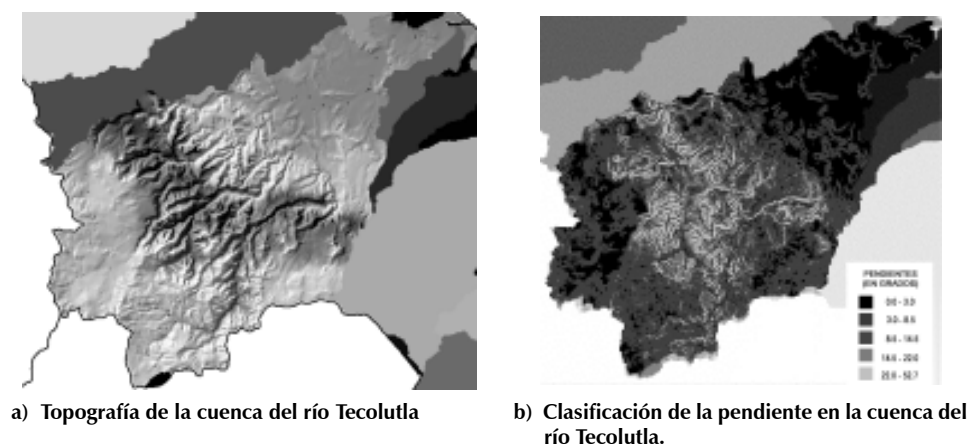 PENDIENTES
(EN GRADOS)
a) Topografía de la cuenca del río Tecolutla
b) Clasificación de la pendiente en la cuenca del
río Tecolutla.